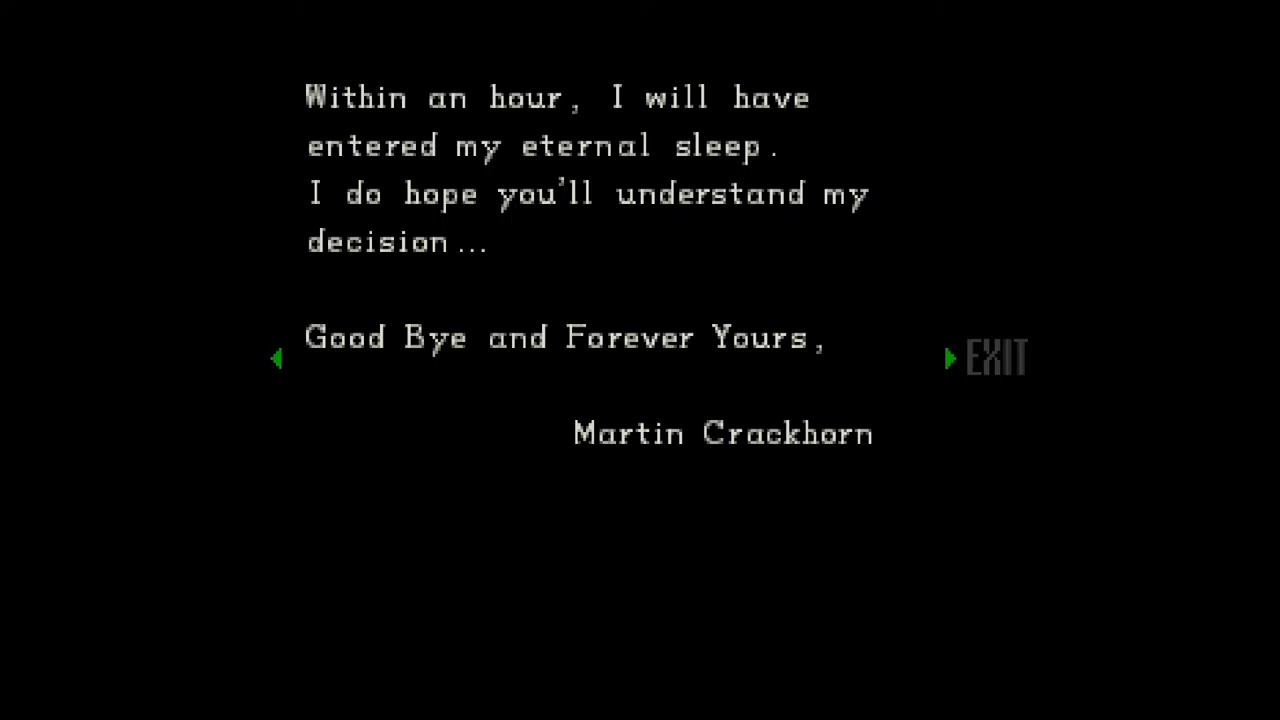 Within an hour, I will have
entered my eternal sleep.
I do hope you'll understand my
decision...
Good Bye and Forever Yours,
EXIT
Martin Crackhorn